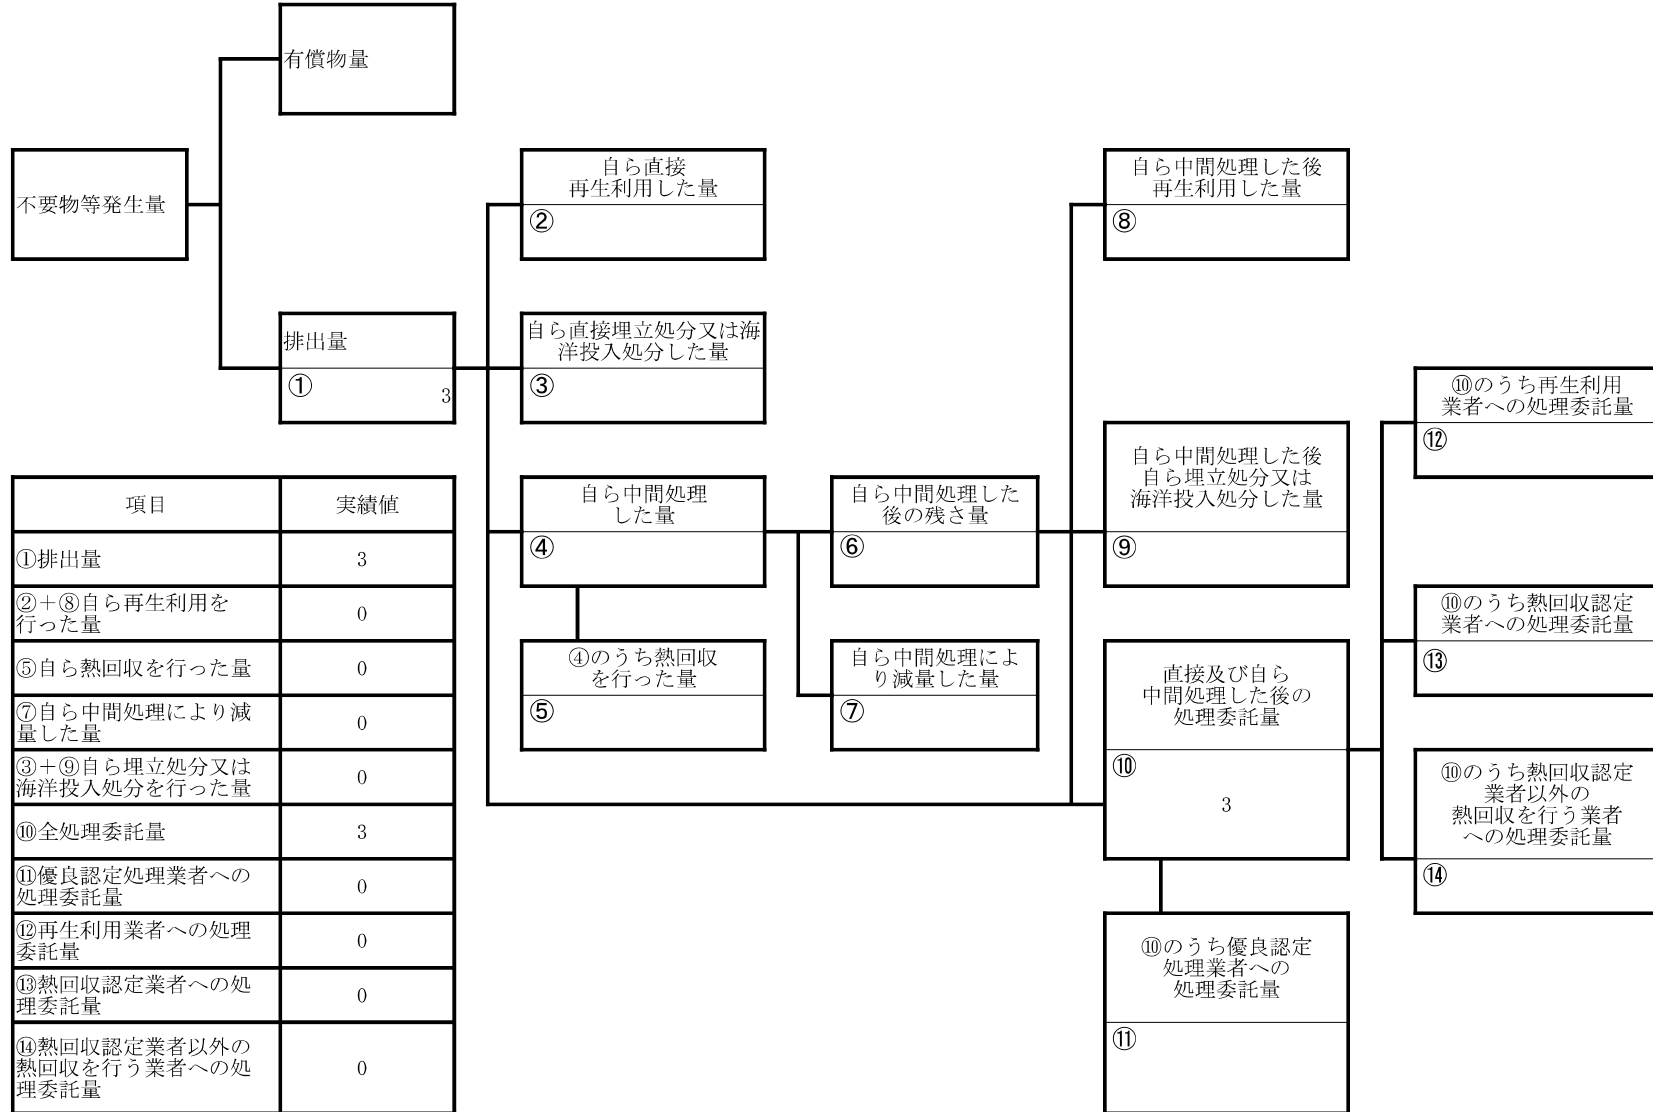 有償物量
不要物等発生量
自ら直接
再生利用した量
②
自ら中間処理した後
再生利用した量
⑧
排出量
①
3
自ら直接埋立処分又は海
洋投入処分した量
③
⑩のうち再生利用
業者への処理委託量
⑫
自ら中間処理
した量
④
自ら中間処理した
後の残さ量
⑥
自ら中間処理した後
自ら埋立処分又は
海洋投入処分した量
⑨
⑩のうち熱回収認定
業者への処理委託量
⑬
④のうち熱回収
を行った量
⑤
自ら中間処理によ
り減量した量
⑦
直接及び自ら
中間処理した後の
処理委託量
⑩
3
⑩のうち熱回収認定
業者以外の
熱回収を行う業者
への処理委託量
⑭
⑩のうち優良認定
処理業者への
処理委託量
⑪
項目 実績値
①排出量 3
②＋⑧自ら再生利用を
行った量 0
⑤自ら熱回収を行った量 0
⑦自ら中間処理により減
量した量 0
③＋⑨自ら埋立処分又は
海洋投入処分を行った量 0
⑩全処理委託量 3
⑪優良認定処理業者への
処理委託量 0
⑫再生利用業者への処理
委託量 0
⑬熱回収認定業者への処
理委託量 0
⑭熱回収認定業者以外の
熱回収を行う業者への処
理委託量 0